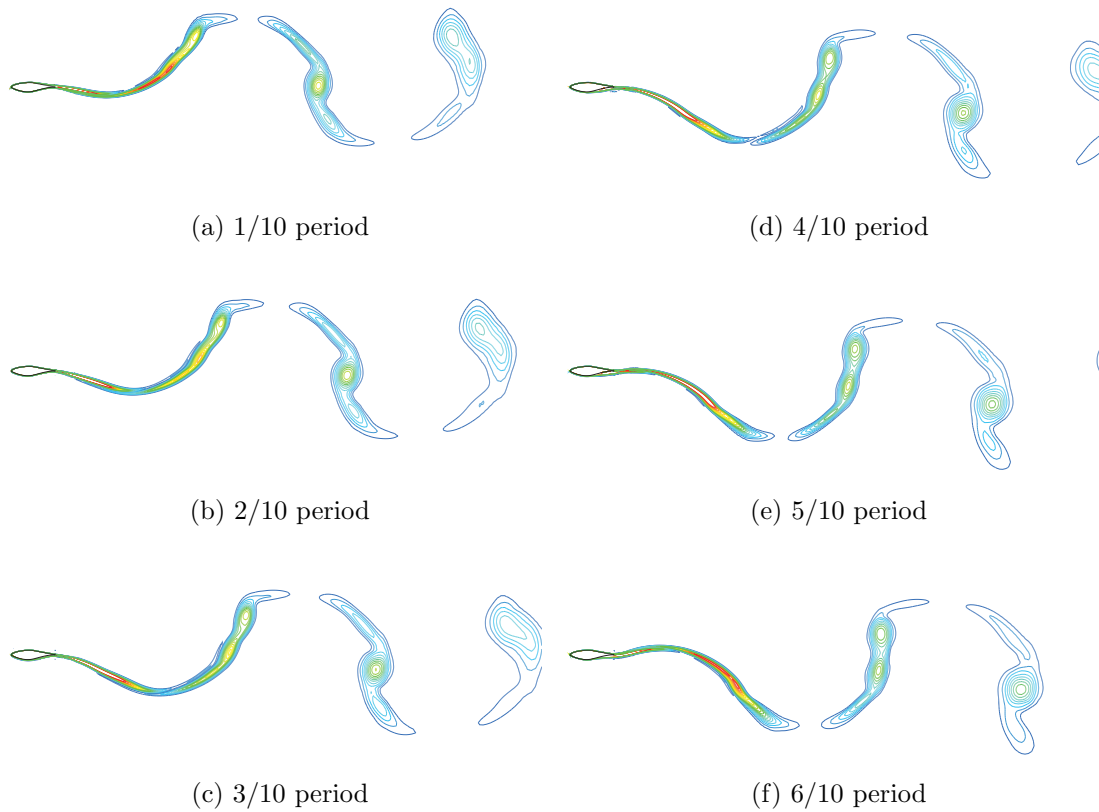 (a) 1/10 period
(d) 4/10 period
(b) 2/10 period
(e) 5/10 period
(c) 3/10 period
(f) 6/10 period